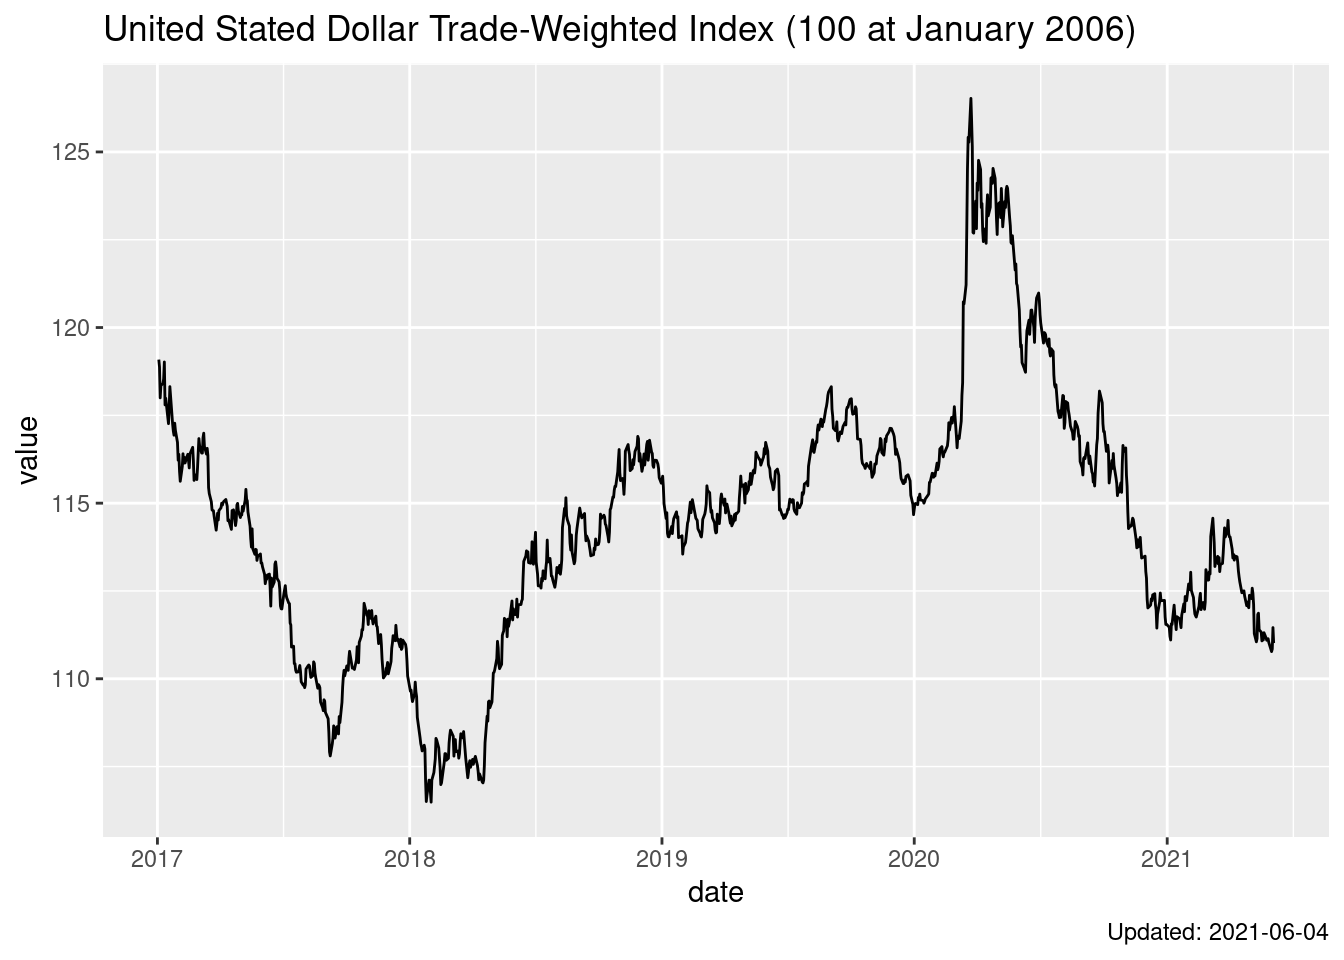 United Stated Dollar Trade-Weighted Index (100 at January 2006)
value
125
120
115
110
2017 2018 2019 2020 2021
date
Updated: 2021-06-04